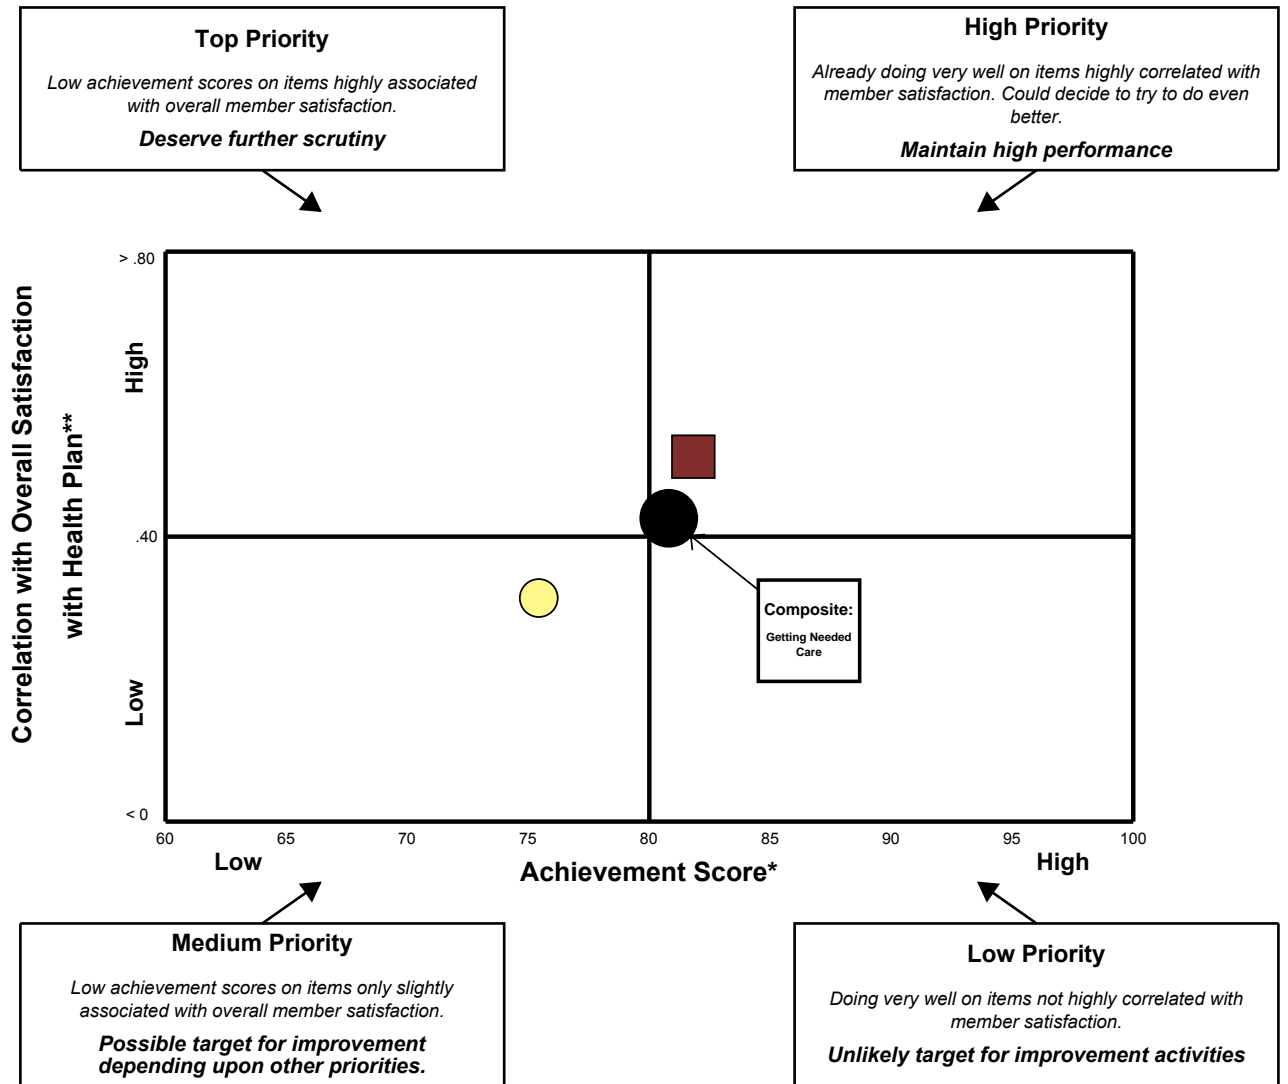 Top Priority
Low achievement scores on items highly associated
with overall member satisfaction.
Deserve further scrutiny
High Priority
Already doing very well on items highly correlated with
member satisfaction. Could decide to try to do even
better.
Maintain high performance
Correlation with Overall Satisfaction
with Health Plan**
> .80
High
.40
Low
< 0
Composite:
Getting Needed
Care
60 65 70 75 80 85 90 95 100
Low Achievement Score* High
Medium Priority
Low achievement scores on items only slightly
associated with overall member satisfaction.
Possible target for improvement
depending upon other priorities.
Low Priority
Doing very well on items not highly correlated with
member satisfaction.
Unlikely target for improvement activities